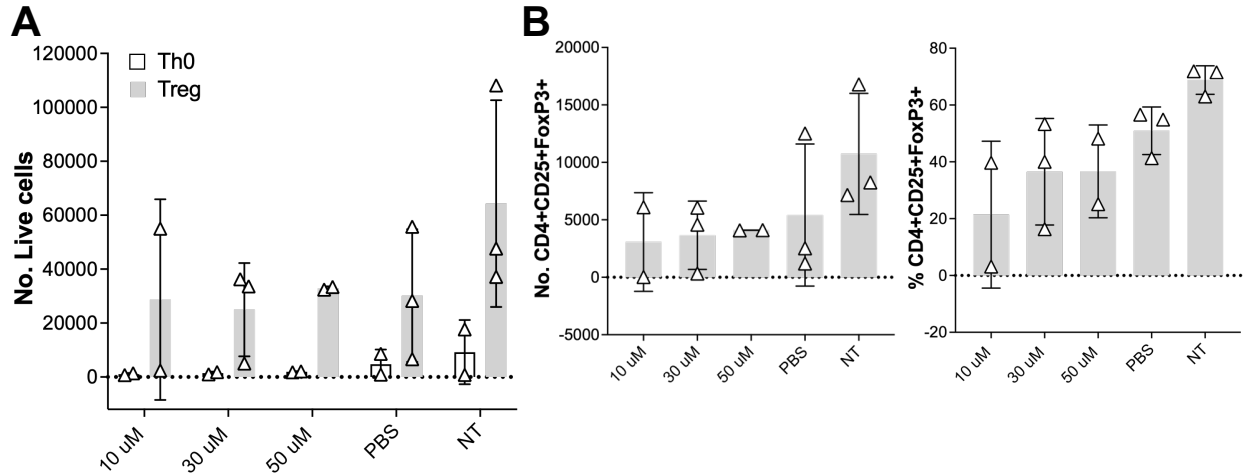 A
No. Live cells
120000
100000
80000
60000
40000
20000
0
Th0
Treg
10 uM
30 uM
50 uM
PBS
NT
B
No. CD4+CD25+FoxP3+
20000
15000
10000
5000
0
-5000
10 uM
30 uM
50 uM
PBS
NT
% CD4+CD25+FoxP3+
80
60
40
20
0
-20
10 uM
30 uM
50 uM
PBS
NT